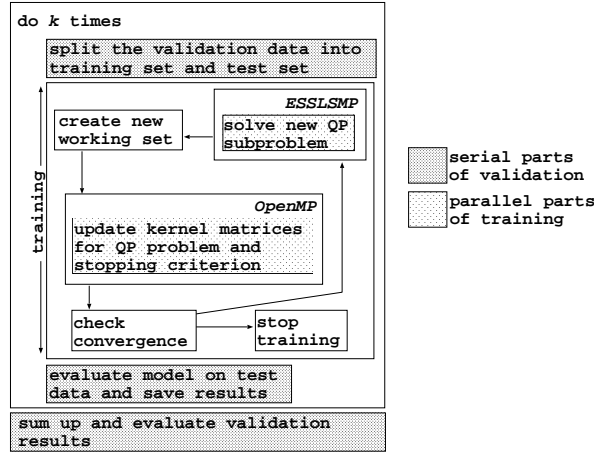 do k times
split the validation data into
training set and test set
training
ESSLSMP
create new
working set
solve new QP
subproblem
OpenMP
update kernel matrices
for QP problem and
stopping criterion
check
convergence
stop
training
evaluate model on test
data and save results
sum up and evaluate validation
results
serial parts
of validation
parallel parts
of training